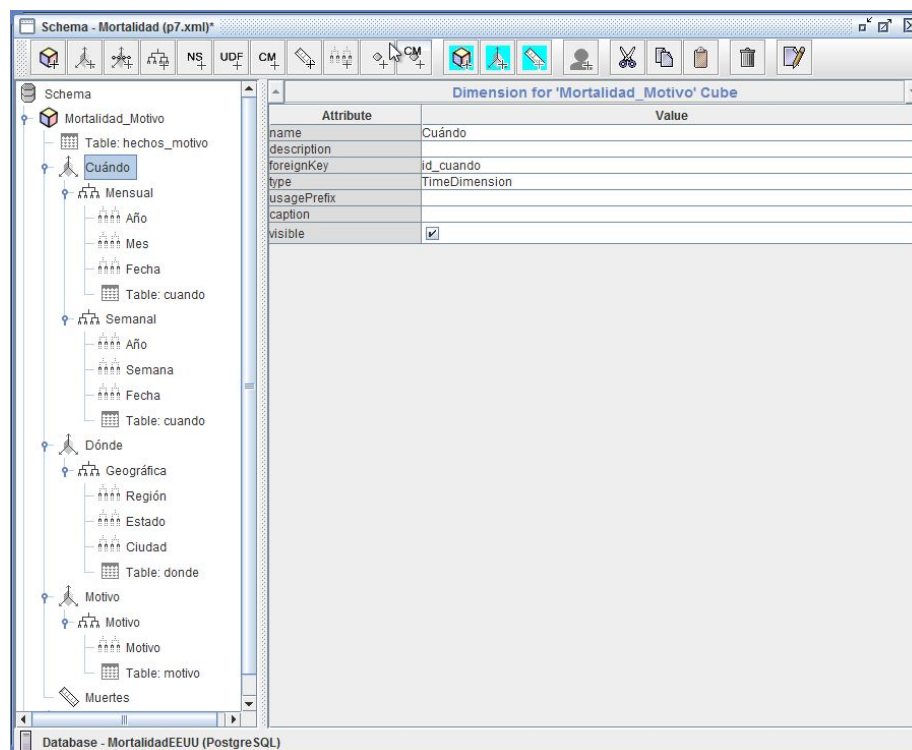 Schema - Mortalidad (p7.xml)*
NS UDF CM CM
Schema
Mortalidad_Motivo
Table: hechos_motivo
Cuándo
Mensual
Año
Mes
Fecha
Table: cuando
Semanal
Año
Semana
Fecha
Table: cuando
Dónde
Geográfica
Región
Estado
Ciudad
Table: donde
Motivo
Motivo
Motivo
Table: motivo
Muertes
Dimension for 'Mortalidad_Motivo' Cube
Attribute Value
name Cuándo
description
foreignKey id_cuando
type TimeDimension
usagePrefix
caption
visible
Database - MortalidadEEUU (PostgreSQL)